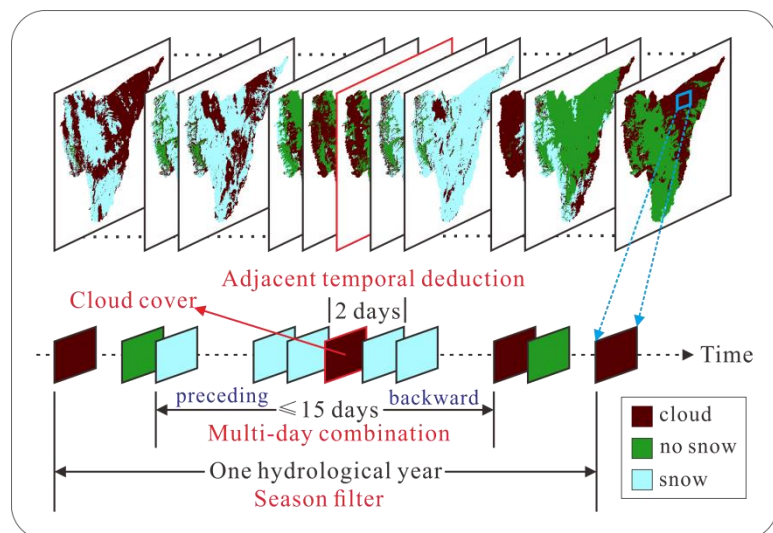 Adjacent temporal deduction
Cloud cover
2 days
Time
preceding
⩽15 days
backward
Multi-day combination
One hydrological year
Season filter
cloud
no snow
snow